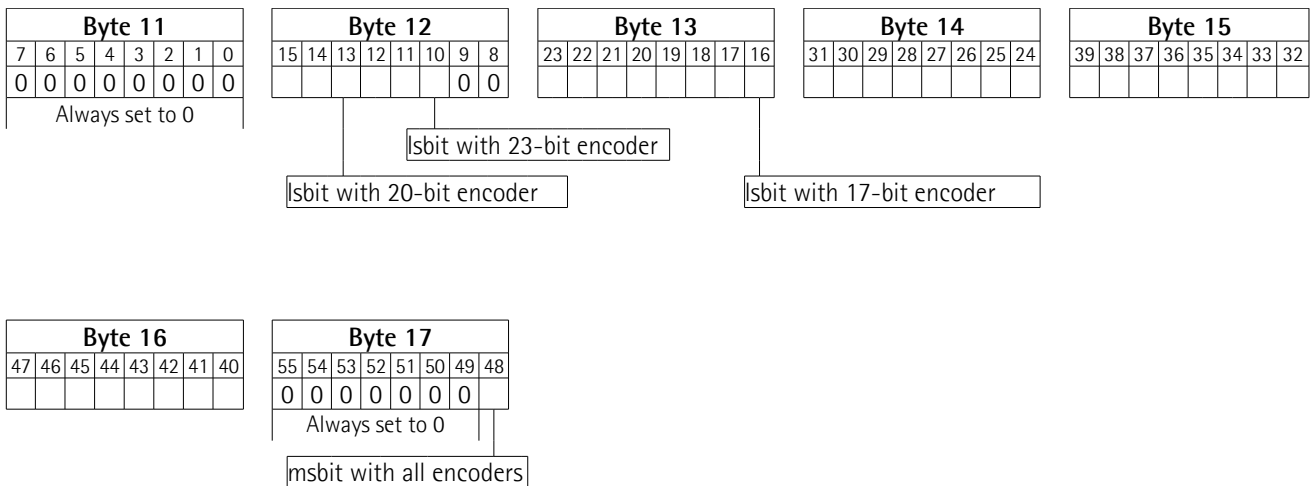 Byte 11 Byte 12 Byte 13 Byte 14 Byte 15
7 6 5 4 3 2 1 0 15 14 13 12 11 10 9 8 23 22 21 20 19 18 17 16 31 30 29 28 27 26 25 24 39 38 37 36 35 34 33 32
0 0 0 0 0 0 0 0 0 0
Always set to 0
lsbit with 23-bit encoder
lsbit with 20-bit encoder lsbit with 17-bit encoder
Byte 16 Byte 17
47 46 45 44 43 42 41 40 55 54 53 52 51 50 49 48
0 0 0 0 0 0 0
Always set to 0
msbit with all encoders